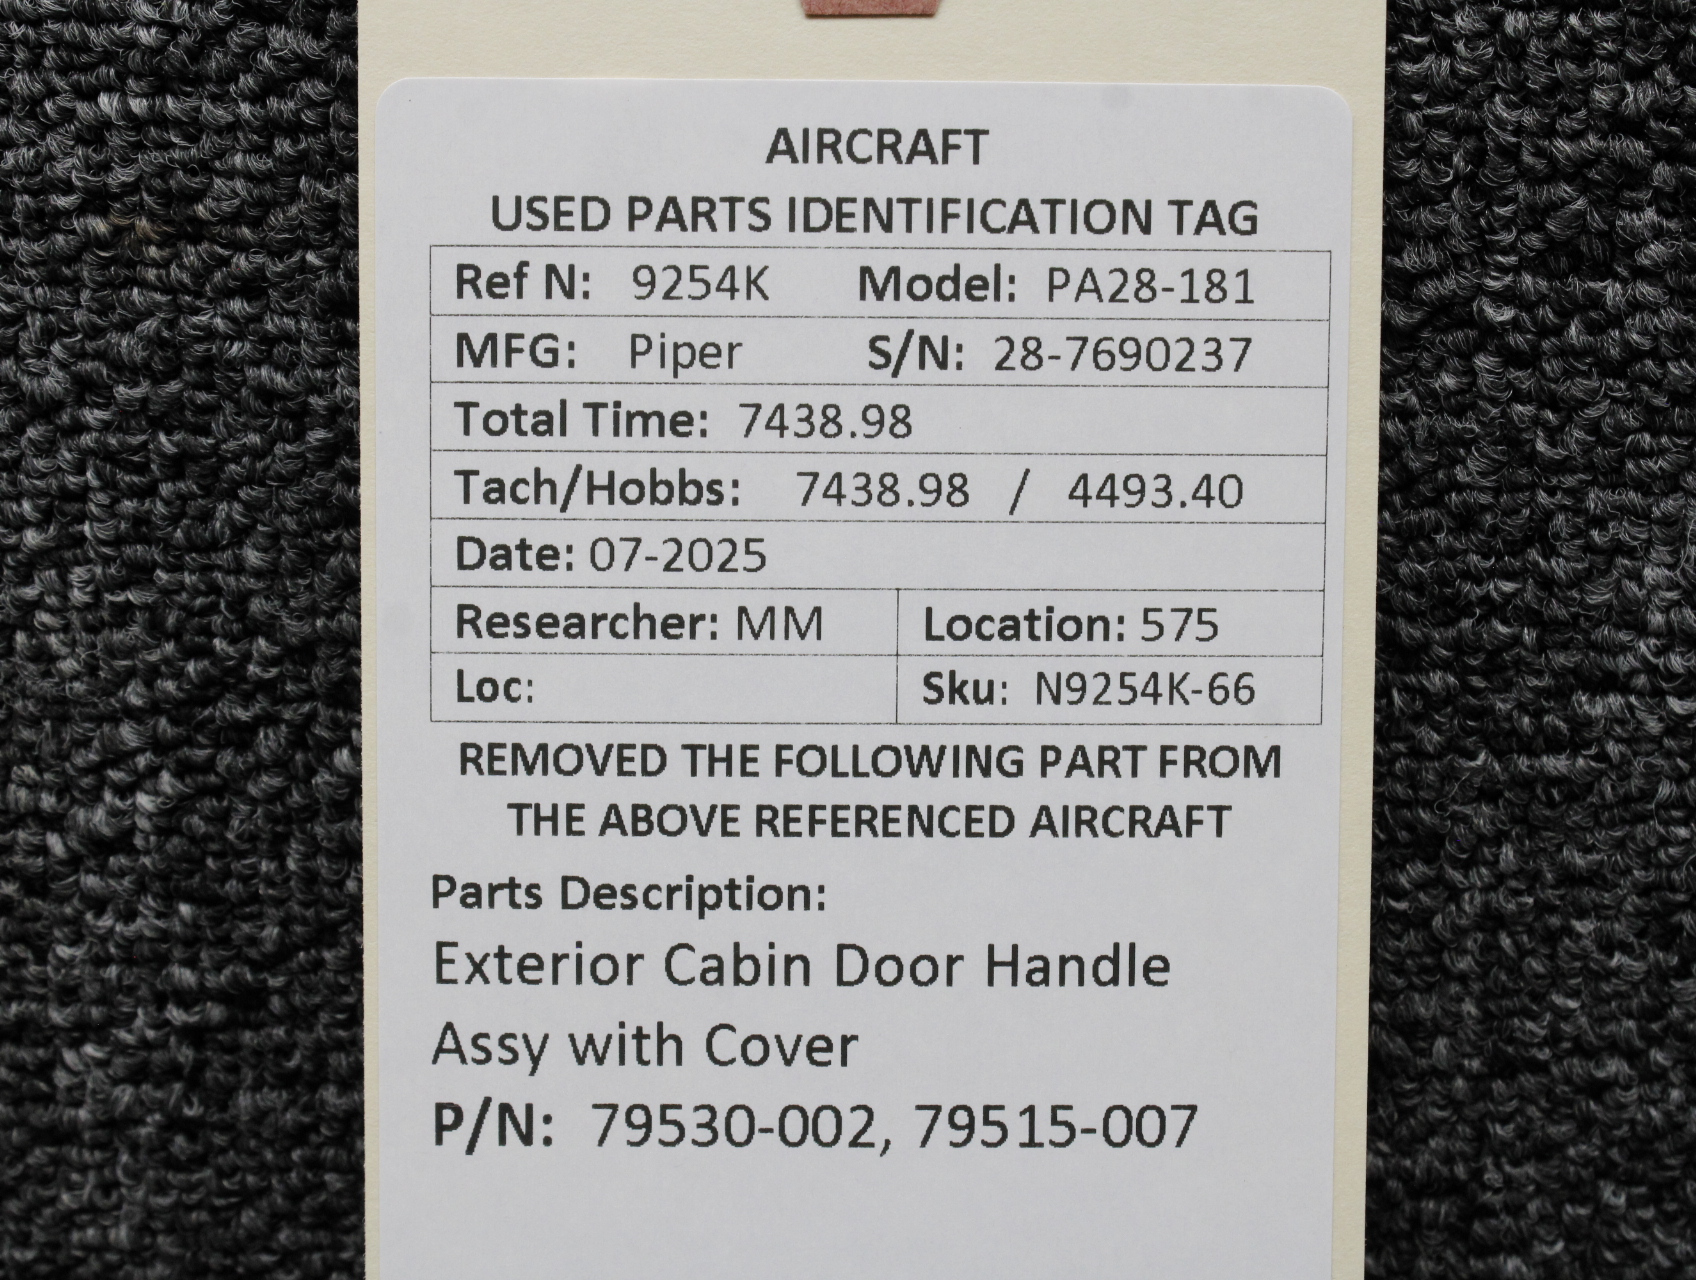 AIRCRAFT
USED PARTS IDENTIFICATION TAG
Ref N: 9254K Model: PA28-181
MFG: Piper S/N: 28-7690237
Total Time: 7438.98
Tach/Hobbs: 7438.98 / 4493.40
Date: 07-2025
Researcher: MM Location: 575
Loc: Sku: N9254K-66
REMOVED THE FOLLOWING PART FROM
THE ABOVE REFERENCED AIRCRAFT
Parts Description:
Exterior Cabin Door Handle
Assy with Cover
P/N: 79530-002, 79515-007